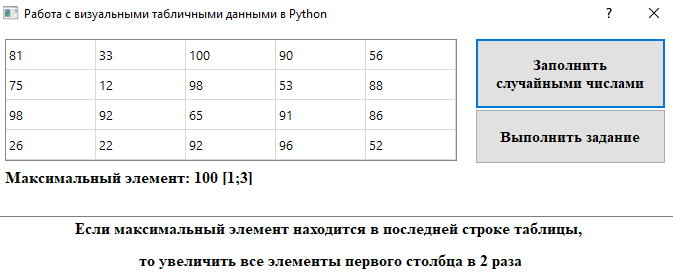 Работа с визуальными табличными данными в Python
81 33 100 90 56
75 12 98 53 88
98 92 65 91 86
26 22 92 96 52
Заполнить
случайными числами
Выполнить задание
Максимальный элемент: 100 [1;3]
Если максимальный элемент находится в последней строке таблицы,
то увеличить все элементы первого столбца в 2 раза